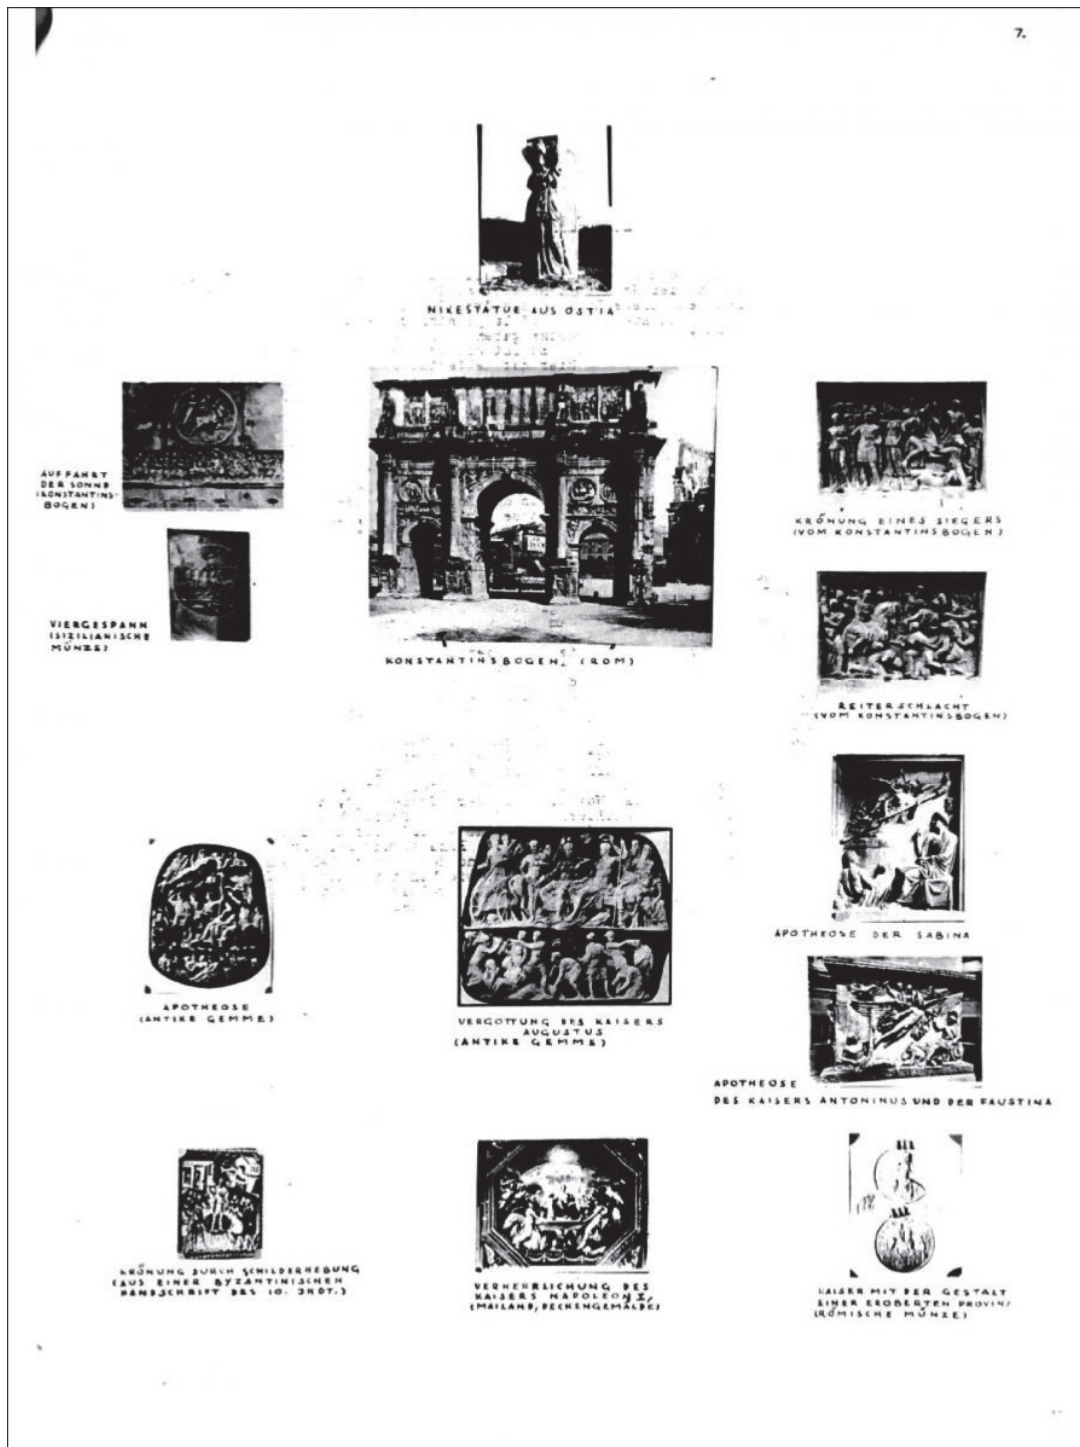 7.
NIKESTATUE AUS OSTIA
AUFFAHRT
DER SONNE
(KONSTANTINS-
BOGEN)
VIERGESPANN
(SIZILIANISCHE
MÜNZE)
KONSTANTINSBOGEN, (ROM)
KRÖNUNG EINES SIEGERS
(VOM KONSTANTINSBOGEN)
REITERSCHLACHT
(VOM KONSTANTINSBOGEN)
APOTHEOSE DER SABINA
APOTHEOSE
(ANTIKE GEMME)
VERGOTTUNG DES KAISERS
AUGUSTUS
(ANTIKE GEMME)
APOTHEOSE
DES KAISERS ANTONINUS UND DER FAUSTINA
KRÖNUNG DURCH SCHILDERHEBUNG
(AUS EINER BYZANTINISCHEN
HANDSCHRIFT DES 10. JHDT.)
VERHERRLICHUNG DES
KAISERS NAPOLEON I,
(MAILAND, DECKENGEMÄLDE)
KAISER MIT DER GESTALT
EINER EROBERTEN PROVINZ
(RÖMISCHE MÜNZE)